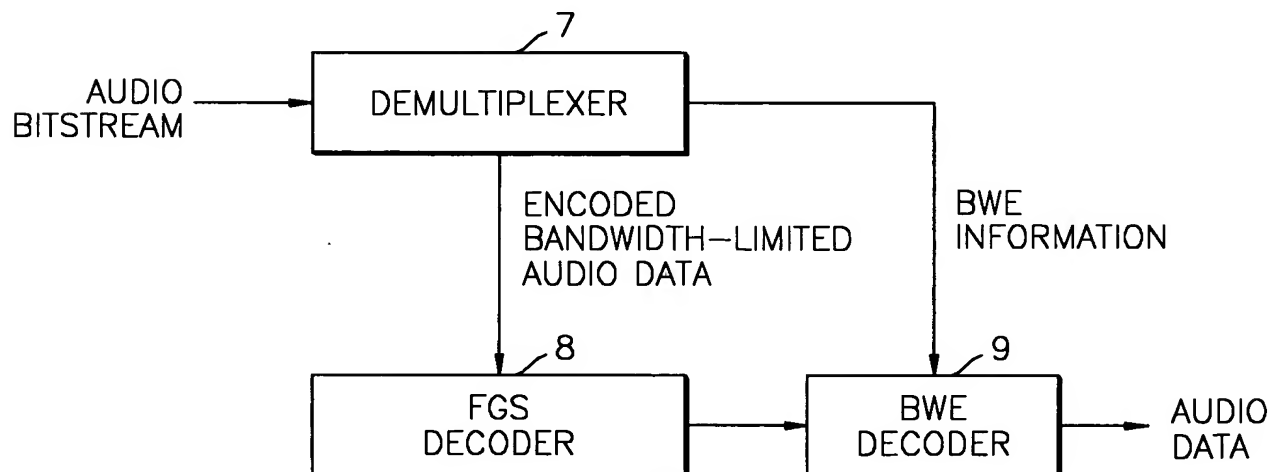 7
AUDIO
BITSTREAM
DEMULTIPLEXER
ENCODED
BANDWIDTH-LIMITED
AUDIO DATA
BWE
INFORMATION
8
9
FGS
DECODER
BWE
DECODER
AUDIO
DATA